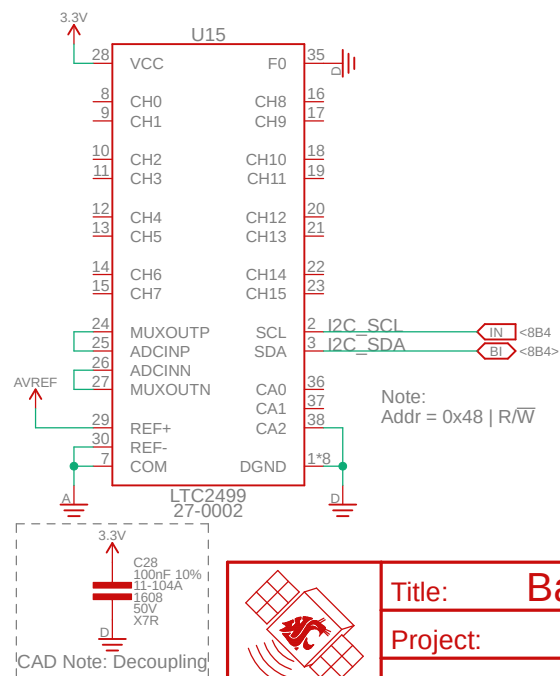 3.3V
U15
28 VCC F0 35
D
8 CH0 CH8 16
9 CH1 CH9 17
10 CH2 CH10 18
11 CH3 CH11 19
12 CH4 CH12 20
13 CH5 CH13 21
14 CH6 CH14 22
15 CH7 CH15 23
24 MUXOUTP SCL 2 I2C_SCL IN <8B4
25 ADCINP SDA 3 I2C_SDA BI <8B4>
26 ADCINN
27 MUXOUTN CA0 36
AVREF
CA1 37
29 REF+ CA2 38
30 REF-
7 COM DGND 1*8
Note:
Addr = 0x48 | R/W̅
A
D
LTC2499
27-0002
3.3V
C28
100nF 10%
11-104A
1608
50V
X7R
D
CAD Note: Decoupling
Title: Ba
Project: